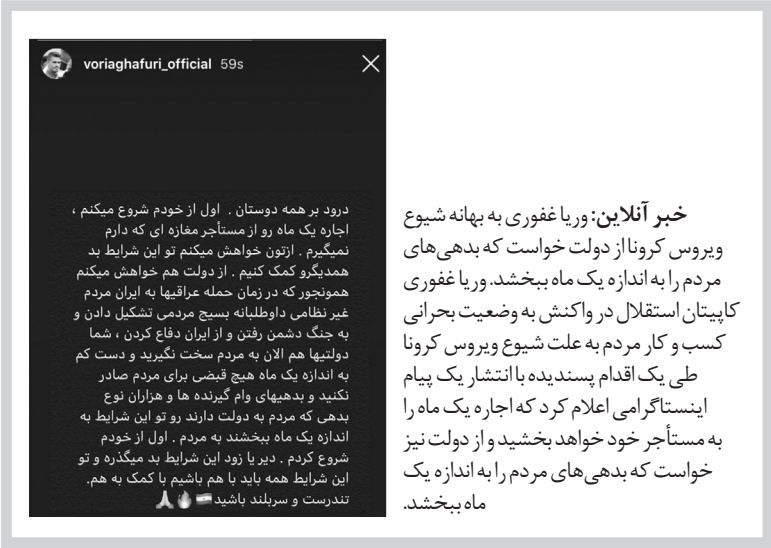 voriaghafuri_official 59s
درود بر همه دوستان . اول از خودم شروع میکنم ،
اجاره یک ماه رو از مستأجر مغازه ای که دارم
نمیگیرم . ازتون خواهش میکنم تو این شرایط بد
همدیگرو کمک کنیم . از دولت هم خواهش میکنم
همونجور که در زمان حمله عراقیها به ایران مردم
غیر نظامی داوطلبانه بسیج مردمی تشکیل دادن و
به جنگ دشمن رفتن و از ایران دفاع کردن ، شما
دولتیها هم الان به مردم سخت نگیرید و دست کم
به اندازه یک ماه هیچ قبضی برای مردم صادر
نکنید و بدهیهای وام گیرنده ها و هزاران نوع
بدهی که مردم به دولت دارند رو تو این شرایط به
اندازه یک ماه ببخشند به مردم . اول از خودم
شروع کردم . دیر یا زود این شرایط بد میگذره و تو
این شرایط همه باید با هم باشیم با کمک به هم.
تندرست و سربلند باشید
خبر آنلاین: وریا غفوری به بهانه شیوع
ویروس کرونا از دولت خواست که بدهی‌های
مردم را به اندازه یک ماه ببخشد. وریا غفوری
کاپیتان استقلال در واکنش به وضعیت بحرانی
کسب و کار مردم به علت شیوع ویروس کرونا
طی یک اقدام پسندیده با انتشار یک پیام
اینستاگرامی اعلام کرد که اجاره یک ماه را
به مستأجر خود خواهد بخشید و از دولت نیز
خواست که بدهی‌های مردم را به اندازه یک
ماه ببخشد.